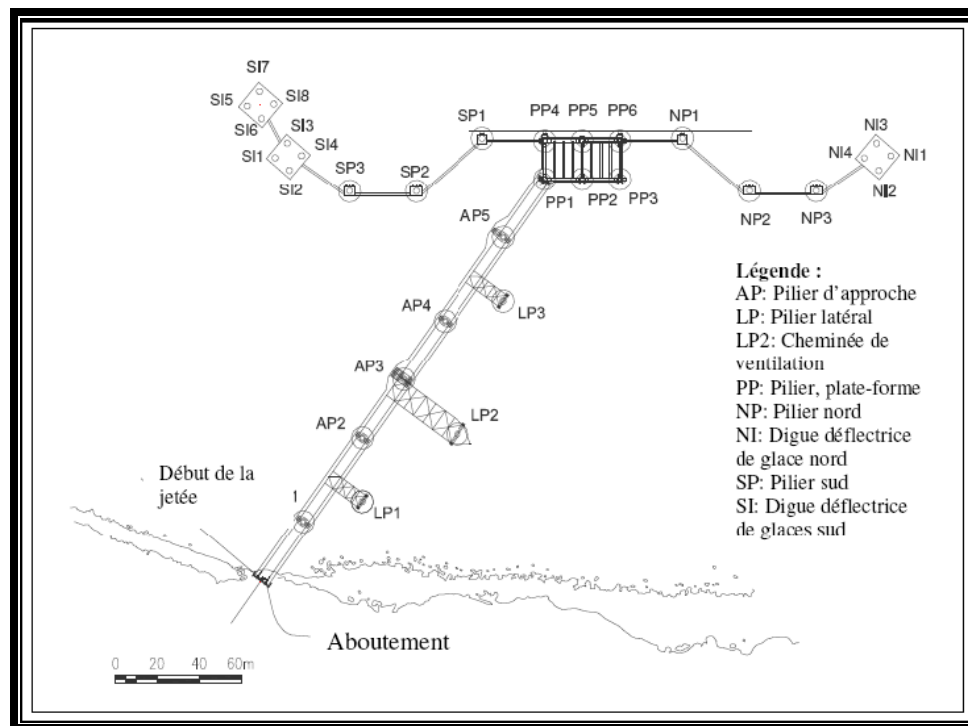 SI7
SI5
SI8
SI6
SI3
SI1
SI4
SI2
SP3
SP2
SP1
PP4
PP5
PP6
NP1
NI3
NI4
NI1
NI2
NP2
NP3
PP1
PP2
PP3
AP5
LP3
AP4
AP3
LP2
AP2
LP1
1
Début de la
jetée
Aboutement
0 20 40 60m
Légende :
AP: Pilier d'approche
LP: Pilier latéral
LP2: Cheminée de
ventilation
PP: Pilier, plate-forme
NP: Pilier nord
NI: Digue déflectrice
de glace nord
SP: Pilier sud
SI: Digue déflectrice
de glaces sud